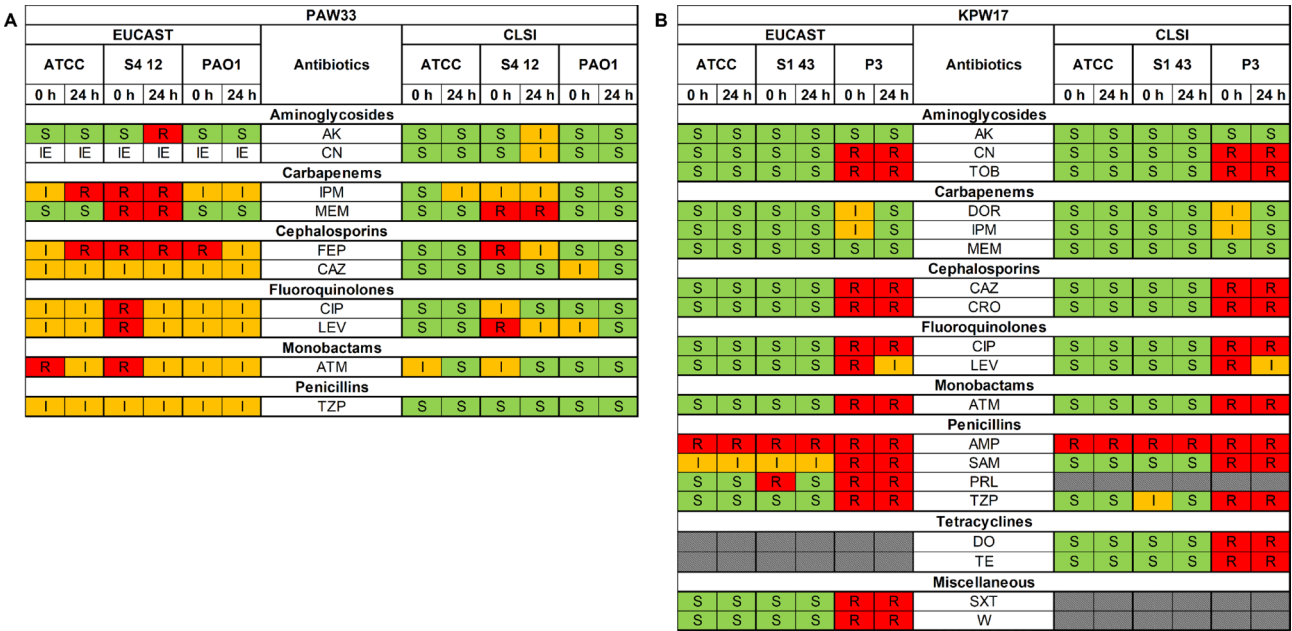 A
PAW33
EUCAST Antibiotics CLSI
ATCC S4 12 PAO1 ATCC S4 12 PAO1
0 h 24 h 0 h 24 h 0 h 24 h 0 h 24 h 0 h 24 h 0 h 24 h
Aminoglycosides
S S S R S S AK S S S I S S
IE IE IE IE IE IE CN S S S I S S
Carbapenems
I R R R I I IPM S I I I S S
S S R R S S MEM S S R R S S
Cephalosporins
I R R R R I FEP S S R I S S
I I I I I I CAZ S S S S I S
Fluoroquinolones
I I R I I I CIP S S I S S S
I I R I I I LEV S S R I I S
Monobactams
R I R I I I ATM I S I S S S
Penicillins
I I I I I I TZP S S S S S S
B
KPW17
EUCAST Antibiotics CLSI
ATCC S1 43 P3 ATCC S1 43 P3
0 h 24 h 0 h 24 h 0 h 24 h 0 h 24 h 0 h 24 h 0 h 24 h
Aminoglycosides
S S S S S S AK S S S S S S
S S S S R R CN S S S S R R
S S S S R R TOB S S S S R R
Carbapenems
S S S S I S DOR S S S S I S
S S S S I S IPM S S S S I S
S S S S S S MEM S S S S S S
Cephalosporins
S S S S R R CAZ S S S S R R
S S S S R R CRO S S S S R R
Fluoroquinolones
S S S S R R CIP S S S S R R
S S S S R I LEV S S S S R I
Monobactams
S S S S R R ATM S S S S R R
Penicillins
R R R R R R AMP R R R R R R
I I I I R R SAM S S S S R R
S S R S R R PRL
S S S S R R TZP S S I S R R
Tetracyclines
DO S S S S R R
TE S S S S R R
Miscellaneous
S S S S R R SXT
S S S S R R W